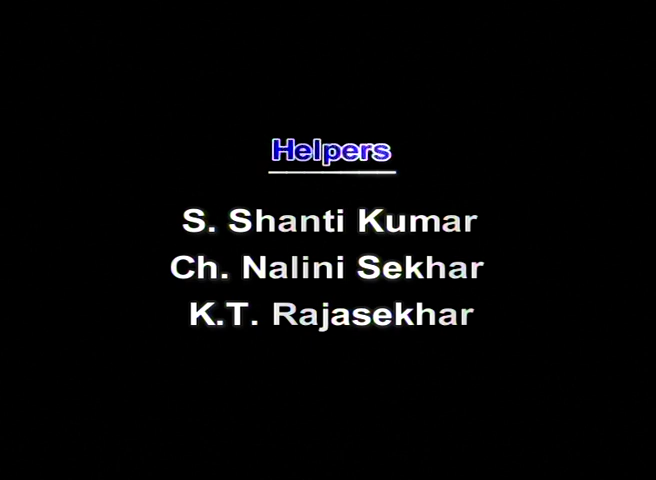 Helpers
S. Shanti Kumar
Ch. Nalini Sekhar
K.T. Rajasekhar